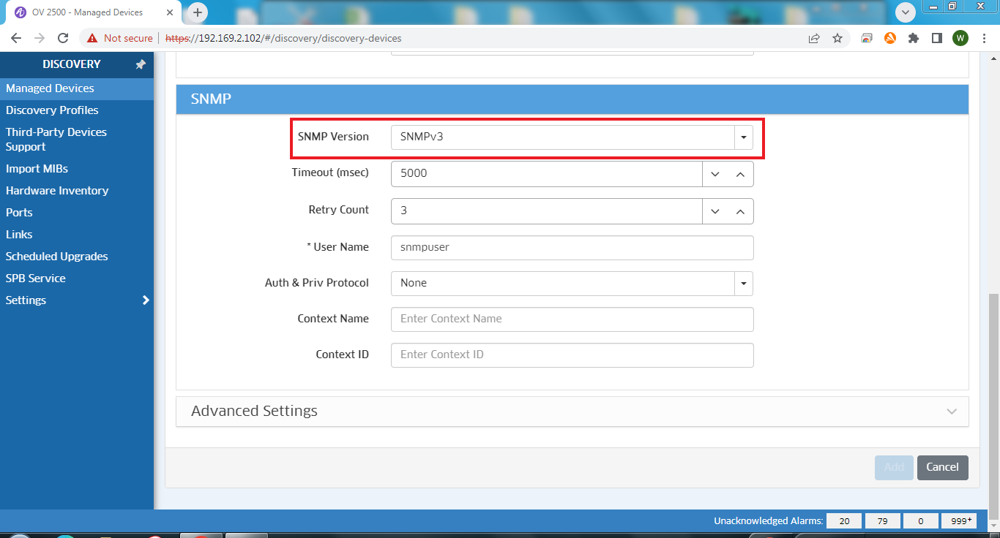 OV 2500 - Managed Devices
Not secure https://192.169.2.102/#/discovery/discovery-devices
W
DISCOVERY
Managed Devices
Discovery Profiles
Third-Party Devices
Support
Import MIBs
Hardware Inventory
Ports
Links
Scheduled Upgrades
SPB Service
Settings
SNMP
SNMP Version SNMPv3
Timeout (msec) 5000
Retry Count 3
* User Name snmpuser
Auth & Priv Protocol None
Context Name Enter Context Name
Context ID Enter Context ID
Advanced Settings
Add Cancel
Unacknowledged Alarms: 20 79 0 999+